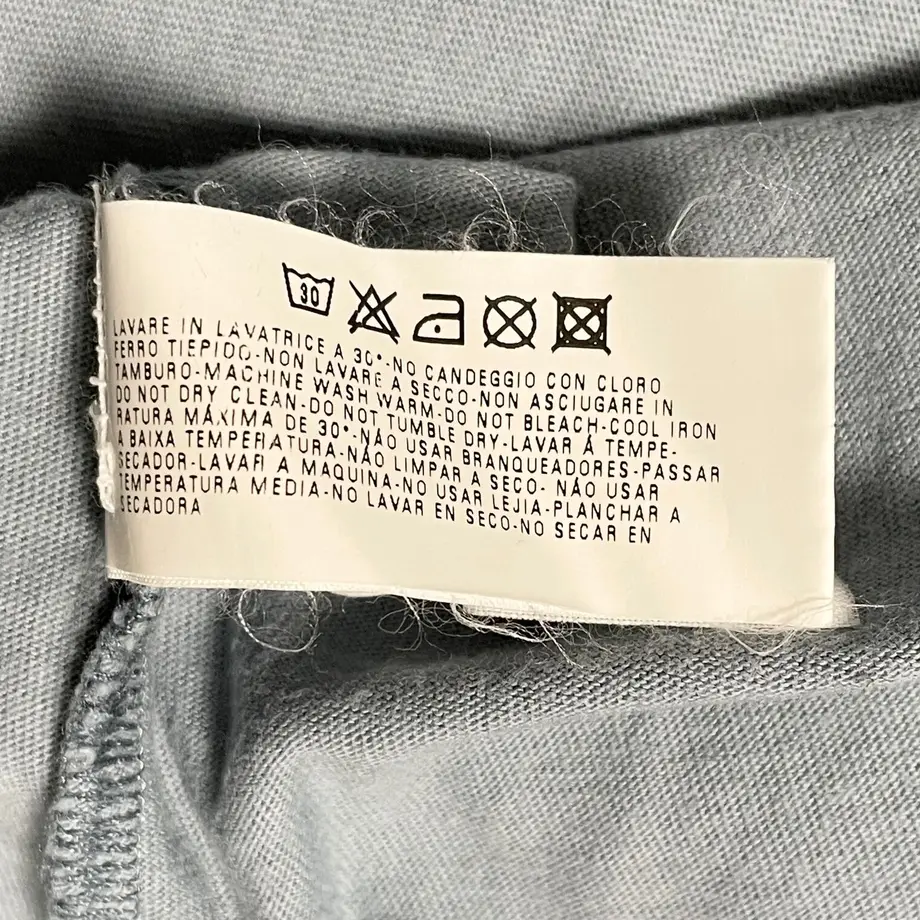 30
LAVARE IN LAVATRICE A 30°-NO CANDEGGIO CON CLORO
FERRO TIEPIDO-NON LAVARE A SECCO-NON ASCIUGARE IN
TAMBURO-MACHINE WASH WARM-DO NOT BLEACH-COOL IRON
DO NOT DRY CLEAN-DO NOT TUMBLE DRY-LAVAR Á TEMPE-
RATURA MÁXIMA DE 30°-NÃO USAR BRANQUEADORES-PASSAR
A BAIXA TEMPERATURA-NÃO LIMPAR A SECO- NÃO USAR
SECADOR-LAVAR A MAQUINA-NO USAR LEJIA-PLANCHAR A
TEMPERATURA MEDIA-NO LAVAR EN SECO-NO SECAR EN
SECADORA